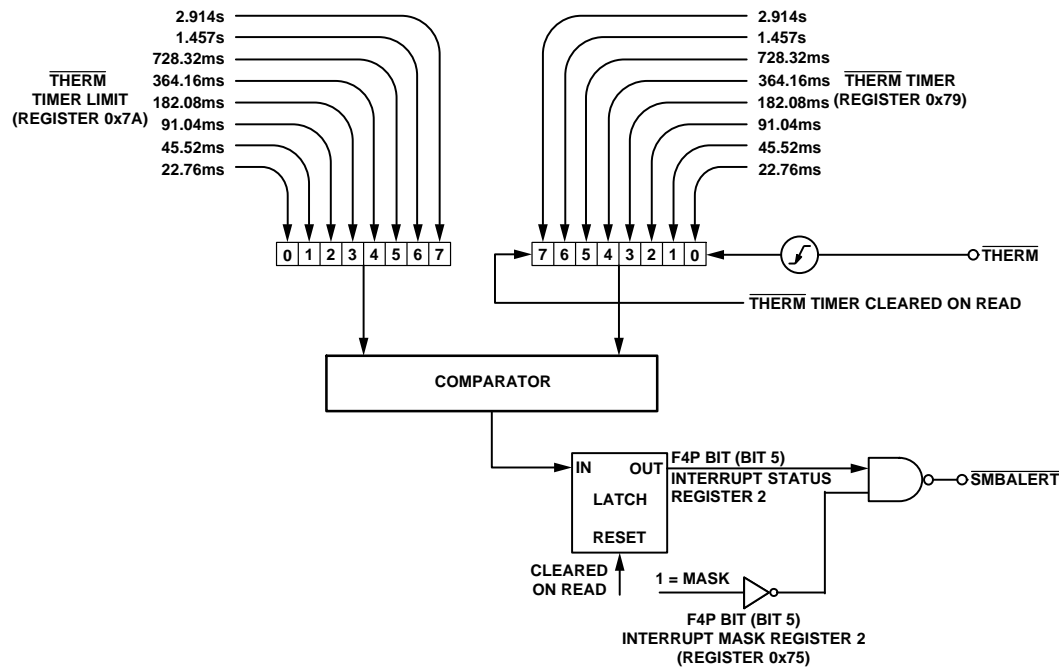 2.914s
1.457s
728.32ms
364.16ms
182.08ms
91.04ms
45.52ms
22.76ms
THERM
TIMER LIMIT
(REGISTER 0x7A)
2.914s
1.457s
728.32ms
364.16ms
182.08ms
91.04ms
45.52ms
22.76ms
THERM TIMER
(REGISTER 0x79)
0 1 2 3 4 5 6 7
7 6 5 4 3 2 1 0
THERM
THERM TIMER CLEARED ON READ
COMPARATOR
IN OUT
LATCH
RESET
F4P BIT (BIT 5)
INTERRUPT STATUS
REGISTER 2
SMBALERT
CLEARED
ON READ
1 = MASK
F4P BIT (BIT 5)
INTERRUPT MASK REGISTER 2
(REGISTER 0x75)